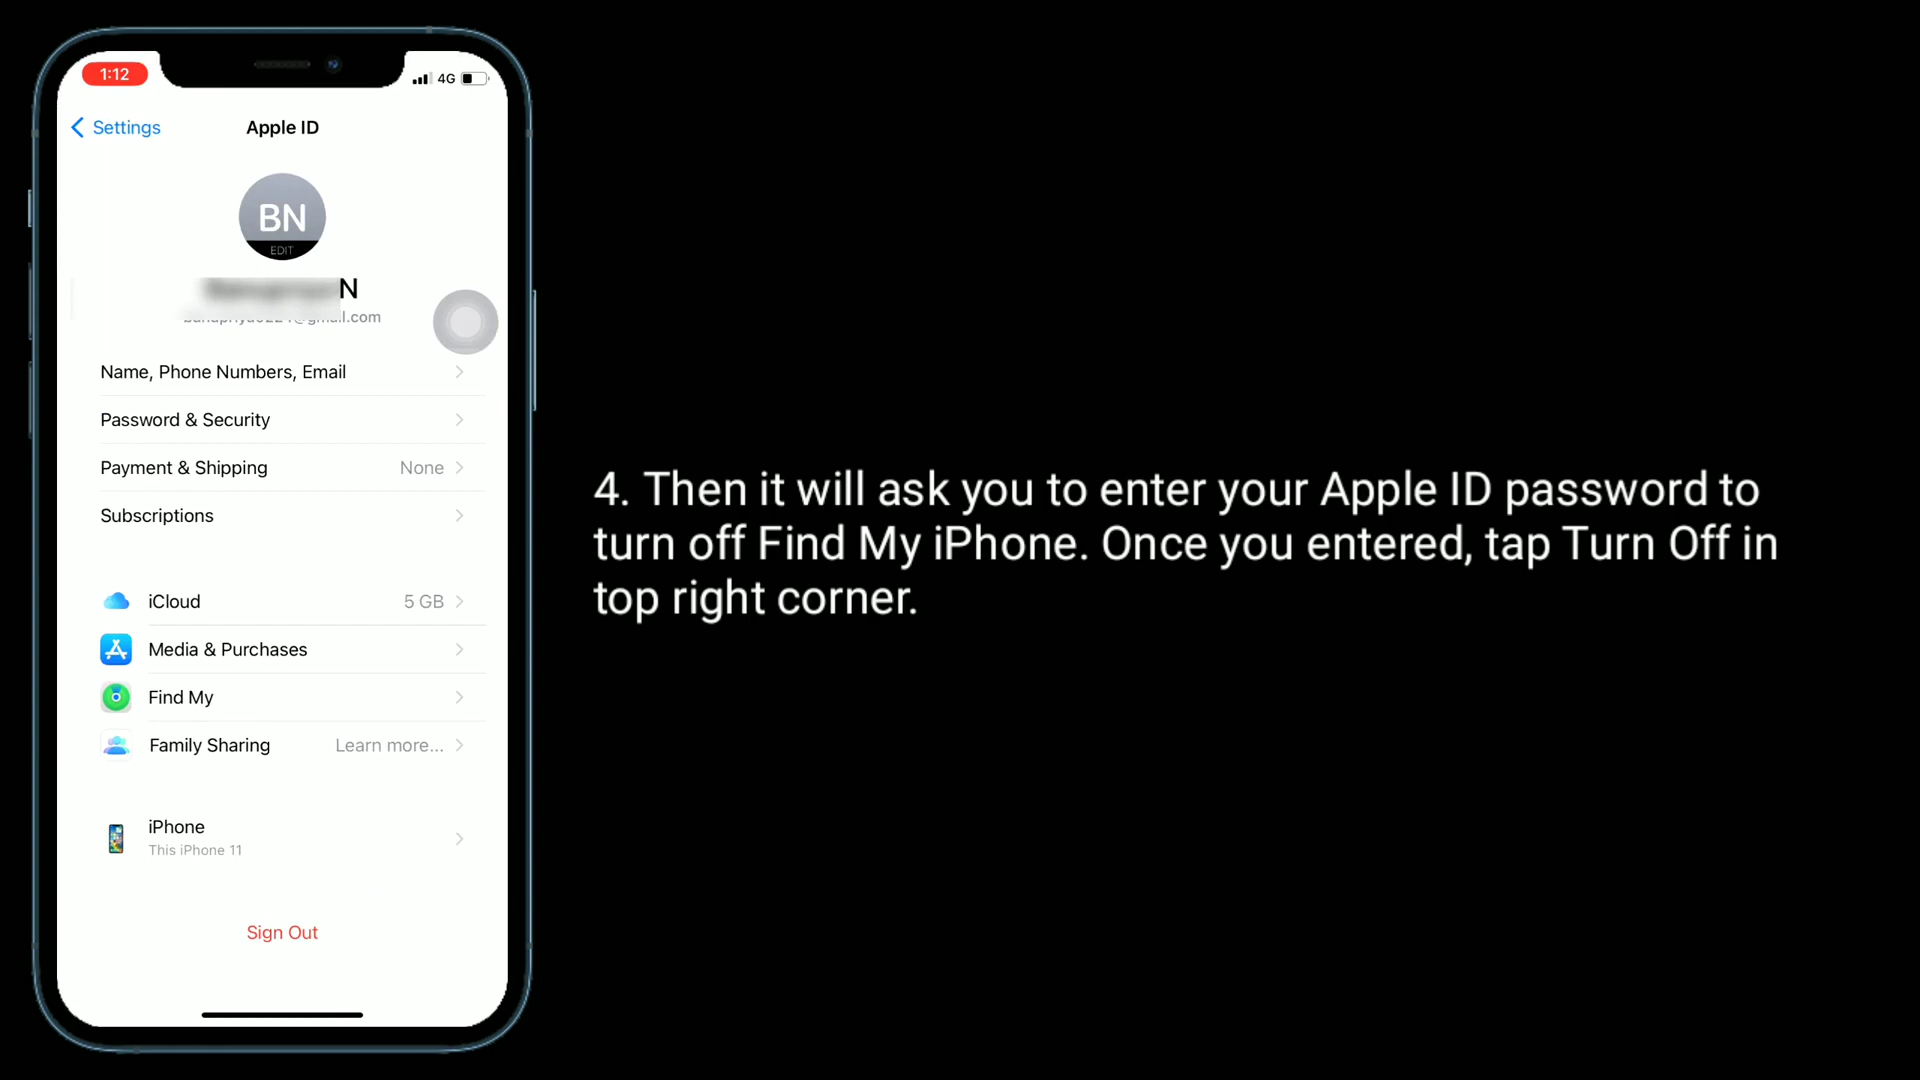 1:12
4G
Settings
Apple ID
BN
EDIT
N
Name, Phone Numbers, Email
Password & Security
Payment & Shipping None
Subscriptions
iCloud 5 GB
Media & Purchases
Find My
Family Sharing Learn more...
iPhone
This iPhone 11
Sign Out
4. Then it will ask you to enter your Apple ID password to
turn off Find My iPhone. Once you entered, tap Turn Off in
top right corner.